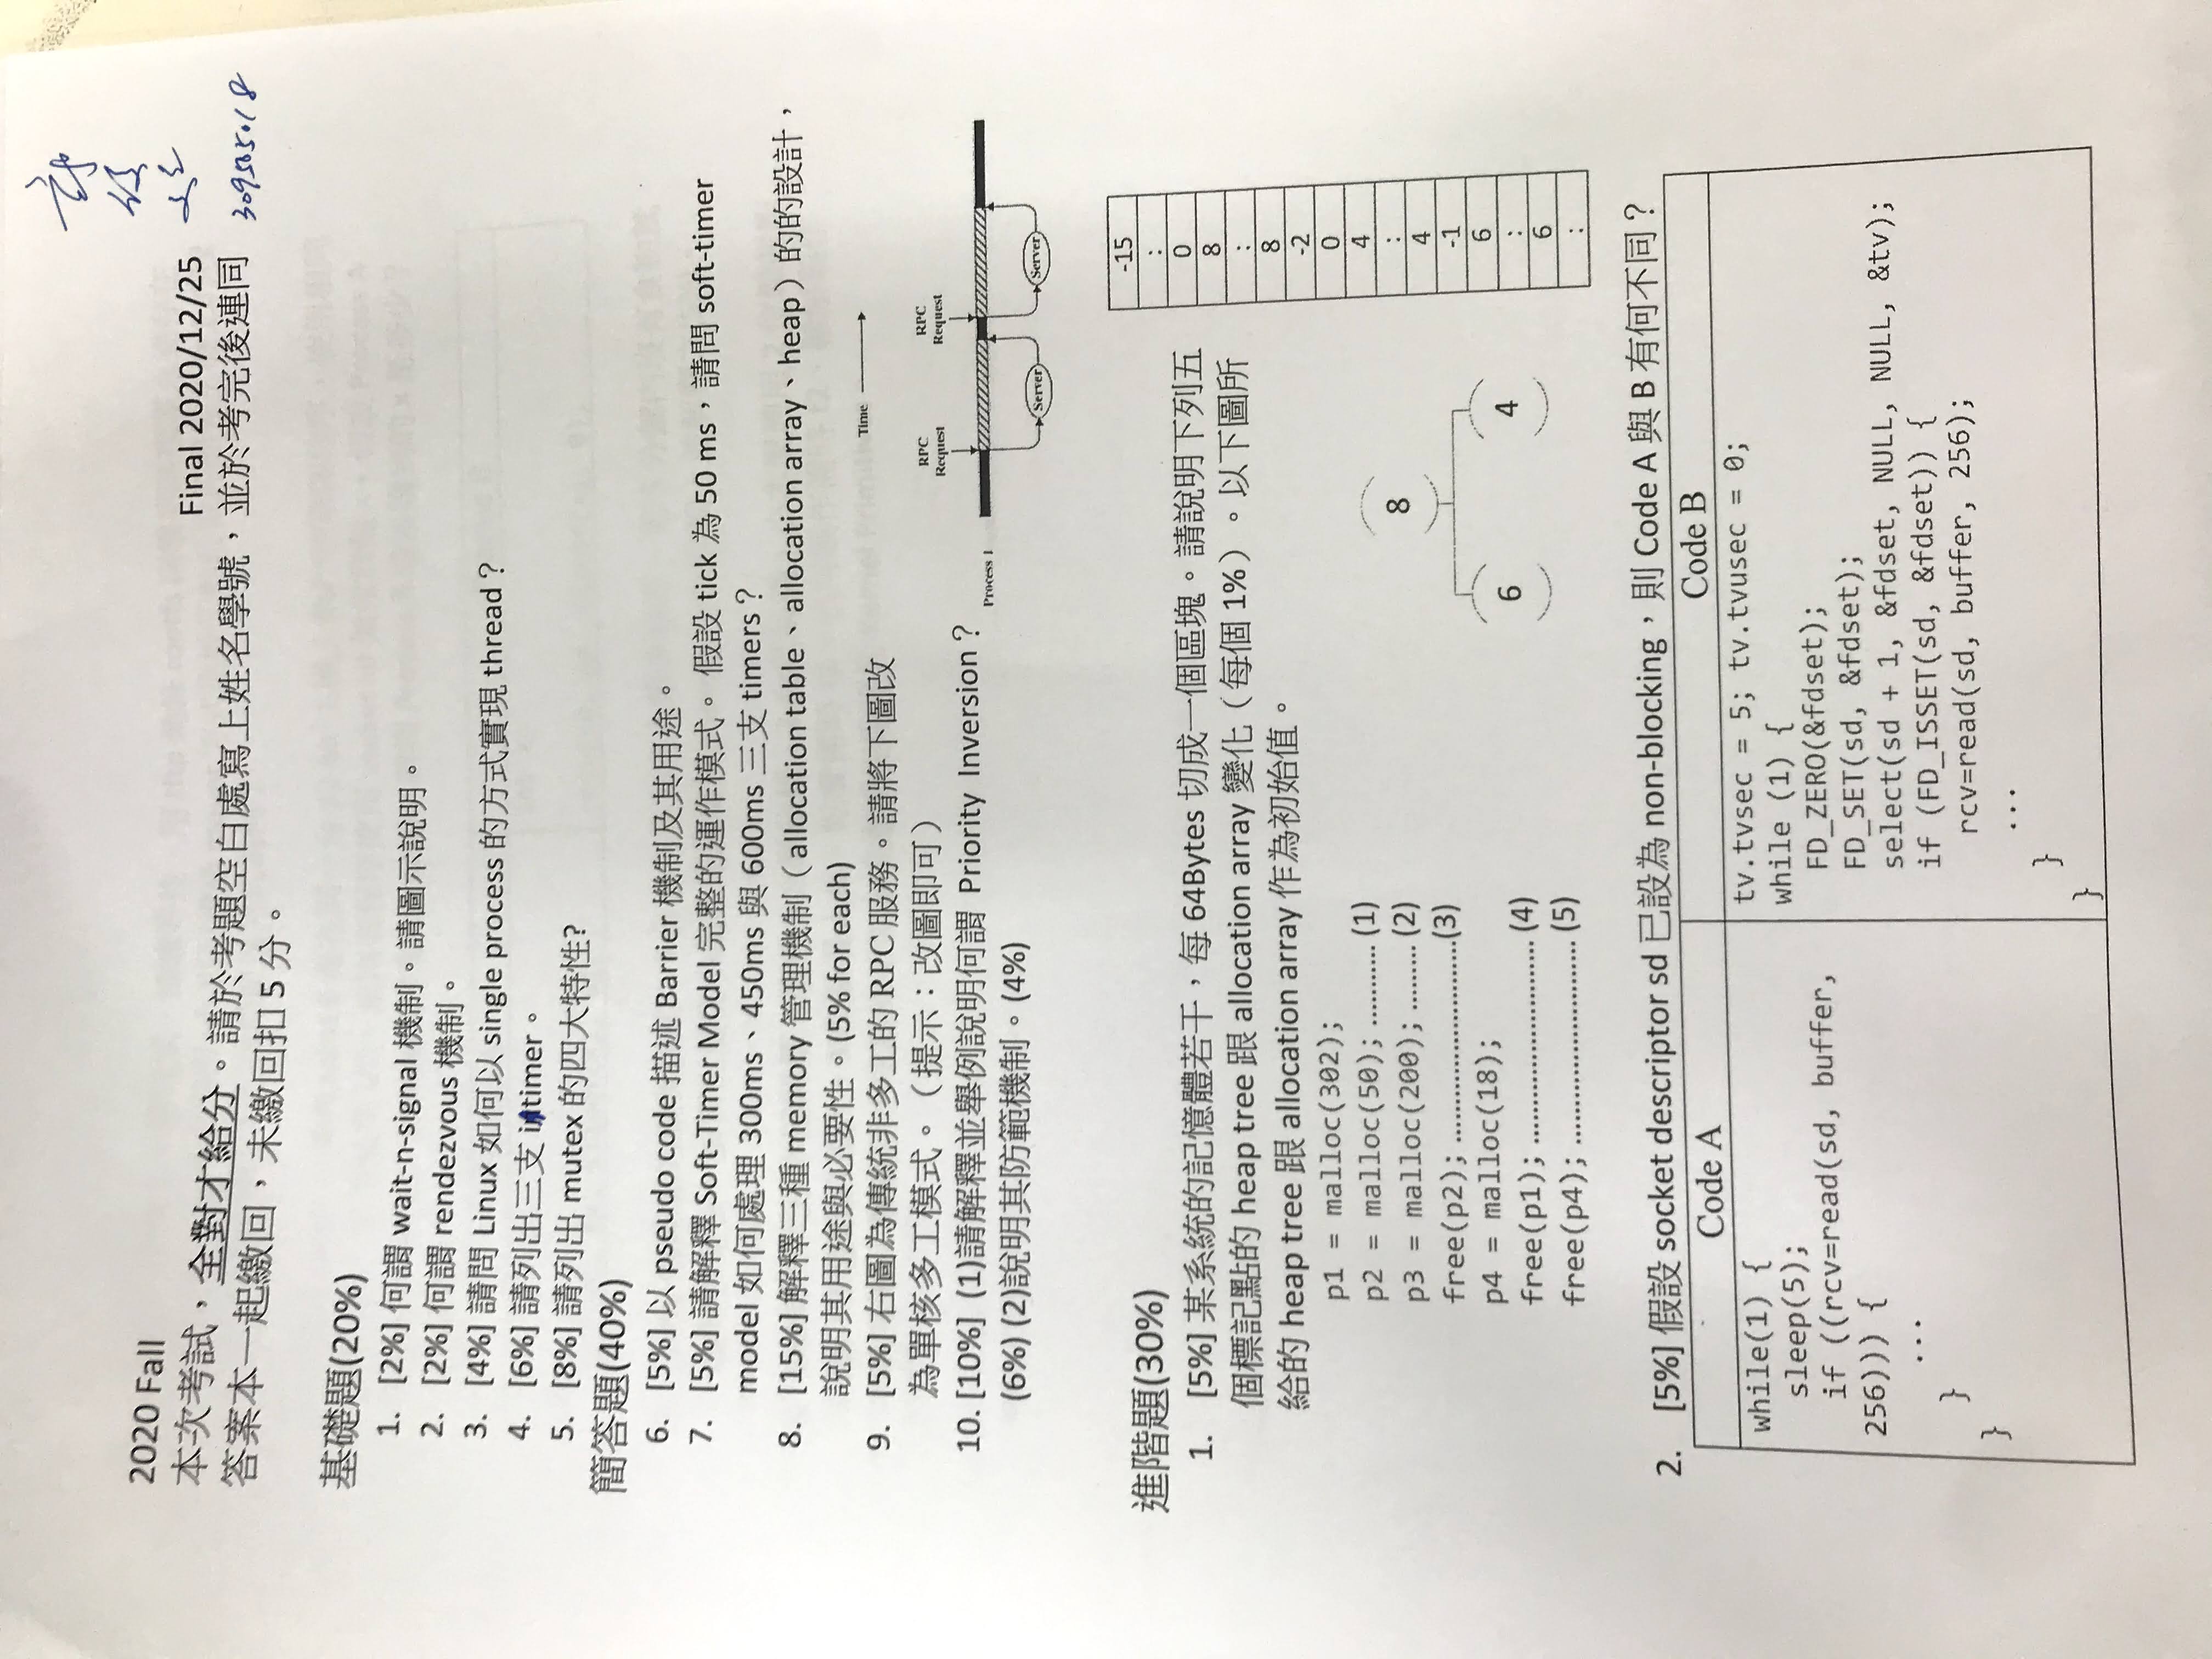 2020 Fall
Final 2020/12/25
本次考試，全對才給分。請於考題空白處寫上姓名學號，並於考完後連同
答案本一起繳回，未繳回扣 5 分。
基礎題(20%)
1. [2%] 何謂 wait-n-signal 機制。請圖示說明。
2. [2%] 何謂 rendezvous 機制。
3. [4%] 請問 Linux 如何以 single process 的方式實現 thread？
4. [6%] 請列出三支 intimer。
5. [8%] 請列出 mutex 的四大特性?
簡答題(40%)
6. [5%] 以 pseudo code 描述 Barrier 機制及其用途。
7. [5%] 請解釋 Soft-Timer Model 完整的運作模式。 假設 tick 為 50 ms，請問 soft-timer
model 如何處理 300ms、450ms 與 600ms 三支 timers？
8. [15%] 解釋三種 memory 管理機制（allocation table、allocation array、heap）的的設計，
說明其用途與必要性。(5% for each)
9. [5%] 右圖為傳統非多工的 RPC 服務。請將下圖改
為單核多工模式。（提示：改圖即可）
10. [10%] (1)請解釋並舉例說明何謂 Priority Inversion？
(6%) (2)說明其防範機制。(4%)
Time
RPC
Request
RPC
Request
Process 1
Server
Server
進階題(30%)
1. [5%] 某系統的記憶體若干，每 64Bytes 切成一個區塊。請說明下列五
個標記點的 heap tree 跟 allocation array 變化（每個 1%）。以下圖所
給的 heap tree 跟 allocation array 作為初始值。
p1 = malloc(302);
p2 = malloc(50); ........... (1)
p3 = malloc(200); ......... (2)
free(p2); ............................(3)
p4 = malloc(18);
free(p1); ............................ (4)
free(p4); ............................ (5)
8
6
4
-15
:
0
8
:
8
-2
0
4
:
4
-1
6
:
6
:
2. [5%] 假設 socket descriptor sd 已設為 non-blocking，則 Code A 與 B 有何不同？
Code A
while(1) {
sleep(5);
if ((rcv=read(sd, buffer,
256))) {
...
}
}
Code B
tv.tvsec = 5; tv.tvusec = 0;
while (1) {
FD_ZERO(&fdset);
FD_SET(sd, &fdset);
select(sd + 1, &fdset, NULL, NULL, &tv);
if (FD_ISSET(sd, &fdset)) {
rcv=read(sd, buffer, 256);
...
}
}